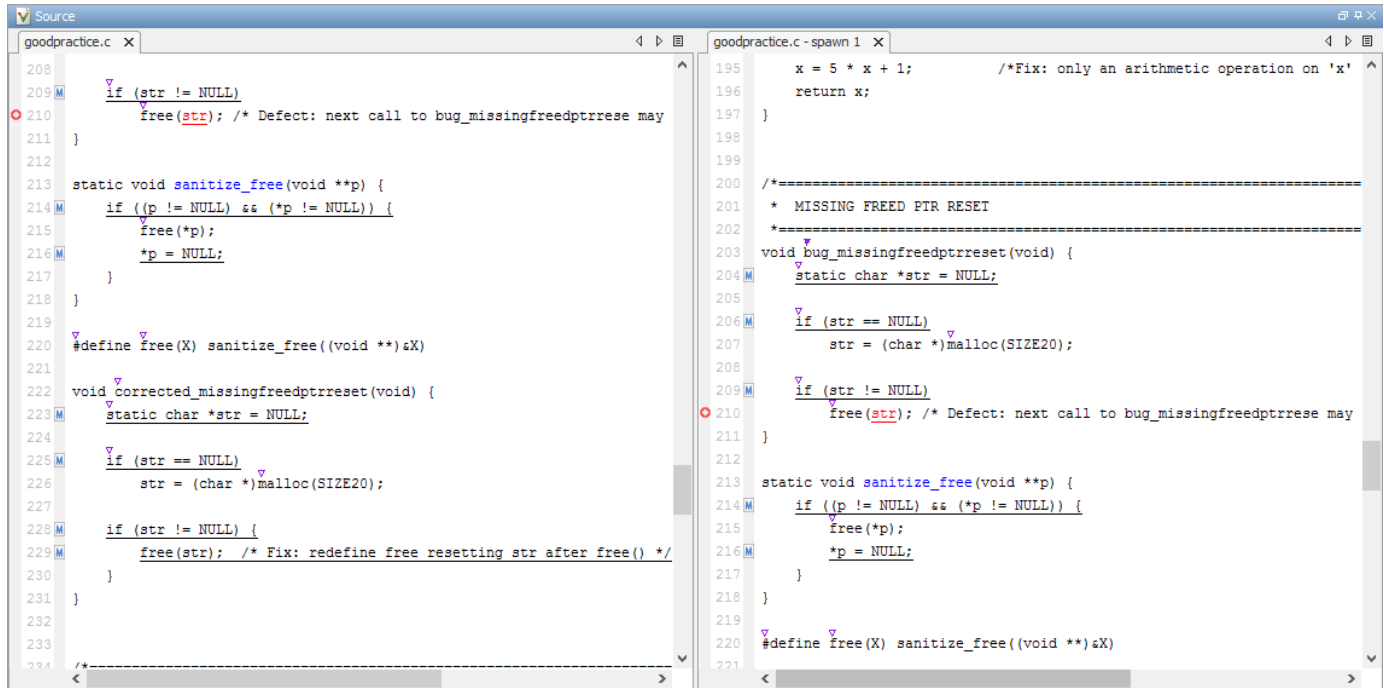 Source
goodpractice.c
208
209 M if (str != NULL)
210 free(str); /* Defect: next call to bug_missingfreedptrrese may
211 }
212
213 static void sanitize_free(void **p) {
214 M if ((p != NULL) && (*p != NULL)) {
215 free(*p);
216 M *p = NULL;
217 }
218 }
219
220 #define free(X) sanitize_free((void **)&X)
221
222 void corrected_missingfreedptrreset(void) {
223 M static char *str = NULL;
224
225 M if (str == NULL)
226 str = (char *)malloc(SIZE20);
227
228 M if (str != NULL) {
229 M free(str); /* Fix: redefine free resetting str after free() */
230 }
231 }
232
233
234 /*=====================================================================
goodpractice.c - spawn 1
195 x = 5 * x + 1; /*Fix: only an arithmetic operation on 'x'
196 return x;
197 }
198
199
200 /*=====================================================================
201 * MISSING FREED PTR RESET
202 *=====================================================================
203 void bug_missingfreedptrreset(void) {
204 M static char *str = NULL;
205
206 M if (str == NULL)
207 str = (char *)malloc(SIZE20);
208
209 M if (str != NULL)
210 free(str); /* Defect: next call to bug_missingfreedptrrese may
211 }
212
213 static void sanitize_free(void **p) {
214 M if ((p != NULL) && (*p != NULL)) {
215 free(*p);
216 M *p = NULL;
217 }
218 }
219
220 #define free(X) sanitize_free((void **)&X)
221